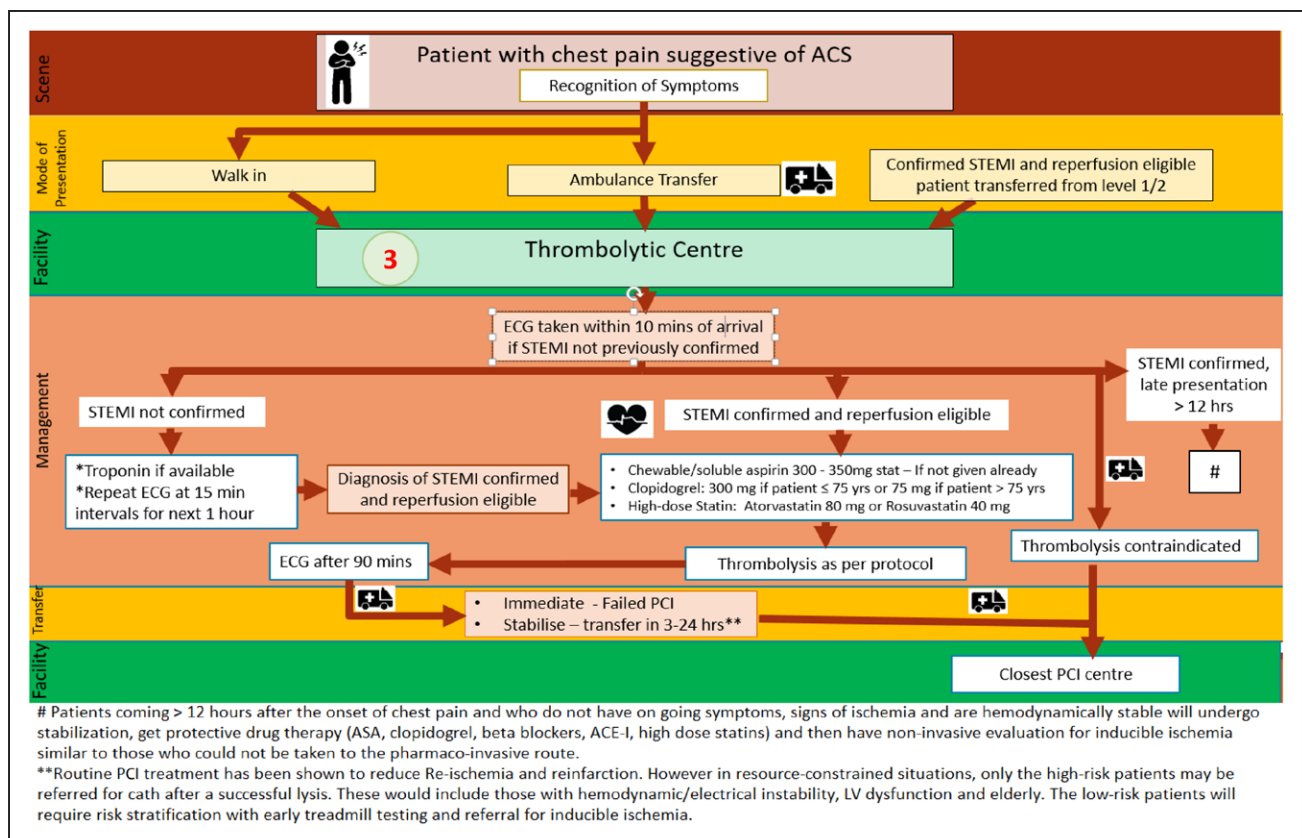 Scene
Patient with chest pain suggestive of ACS
Recognition of Symptoms
Mode of
Presentation
Walk in
Ambulance Transfer
Confirmed STEMI and reperfusion eligible
patient transferred from level 1/2
Facility
3
Thrombolytic Centre
Management
ECG taken within 10 mins of arrival
if STEMI not previously confirmed
STEMI not confirmed
STEMI confirmed and reperfusion eligible
STEMI confirmed,
late presentation
> 12 hrs
*Troponin if available
*Repeat ECG at 15 min
intervals for next 1 hour
Diagnosis of STEMI confirmed
and reperfusion eligible
• Chewable/soluble aspirin 300 - 350mg stat – If not given already
• Clopidogrel: 300 mg if patient ≤ 75 yrs or 75 mg if patient > 75 yrs
• High-dose Statin: Atorvastatin 80 mg or Rosuvastatin 40 mg
#
ECG after 90 mins
Thrombolysis as per protocol
Thrombolysis contraindicated
Transfer
• Immediate - Failed PCI
• Stabilise – transfer in 3-24 hrs**
Facility
Closest PCI centre
# Patients coming > 12 hours after the onset of chest pain and who do not have on going symptoms, signs of ischemia and are hemodynamically stable will undergo
stabilization, get protective drug therapy (ASA, clopidogrel, beta blockers, ACE-I, high dose statins) and then have non-invasive evaluation for inducible ischemia
similar to those who could not be taken to the pharmaco-invasive route.
**Routine PCI treatment has been shown to reduce Re-ischemia and reinfarction. However in resource-constrained situations, only the high-risk patients may be
referred for cath after a successful lysis. These would include those with hemodynamic/electrical instability, LV dysfunction and elderly. The low-risk patients will
require risk stratification with early treadmill testing and referral for inducible ischemia.